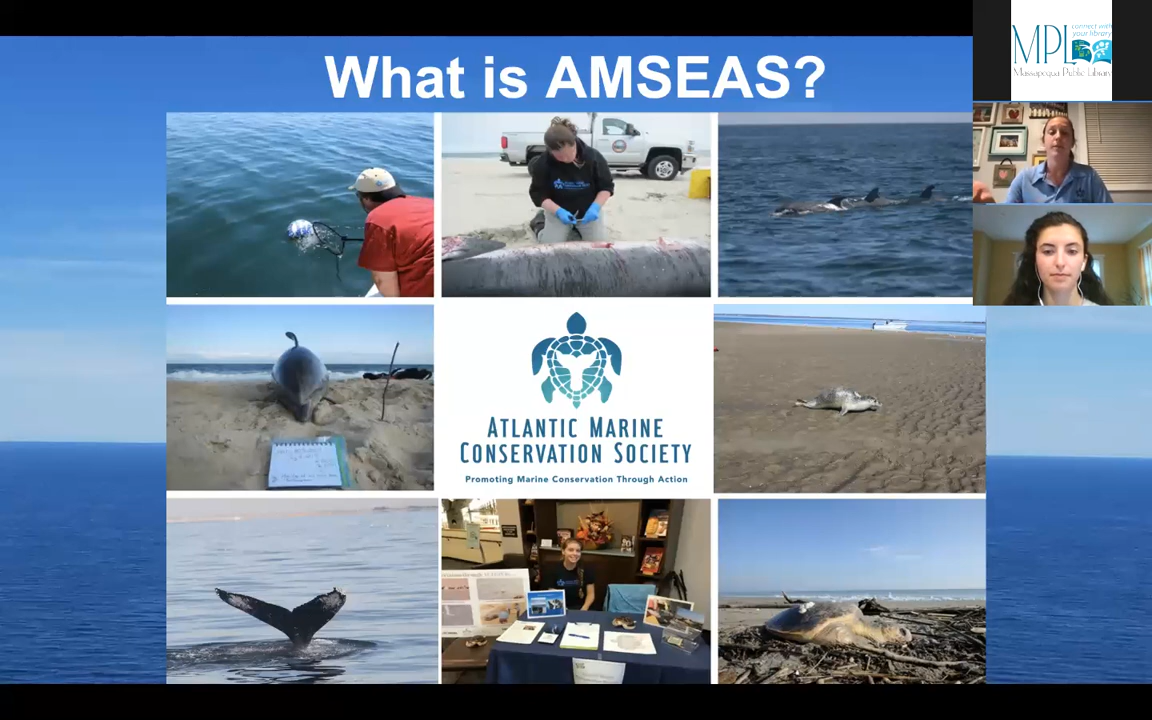 What is AMSEAS?
MPL
connect with
your library
Massapequa Public Library
ATLANTIC MARINE
CONSERVATION SOCIETY
Promoting Marine Conservation Through Action